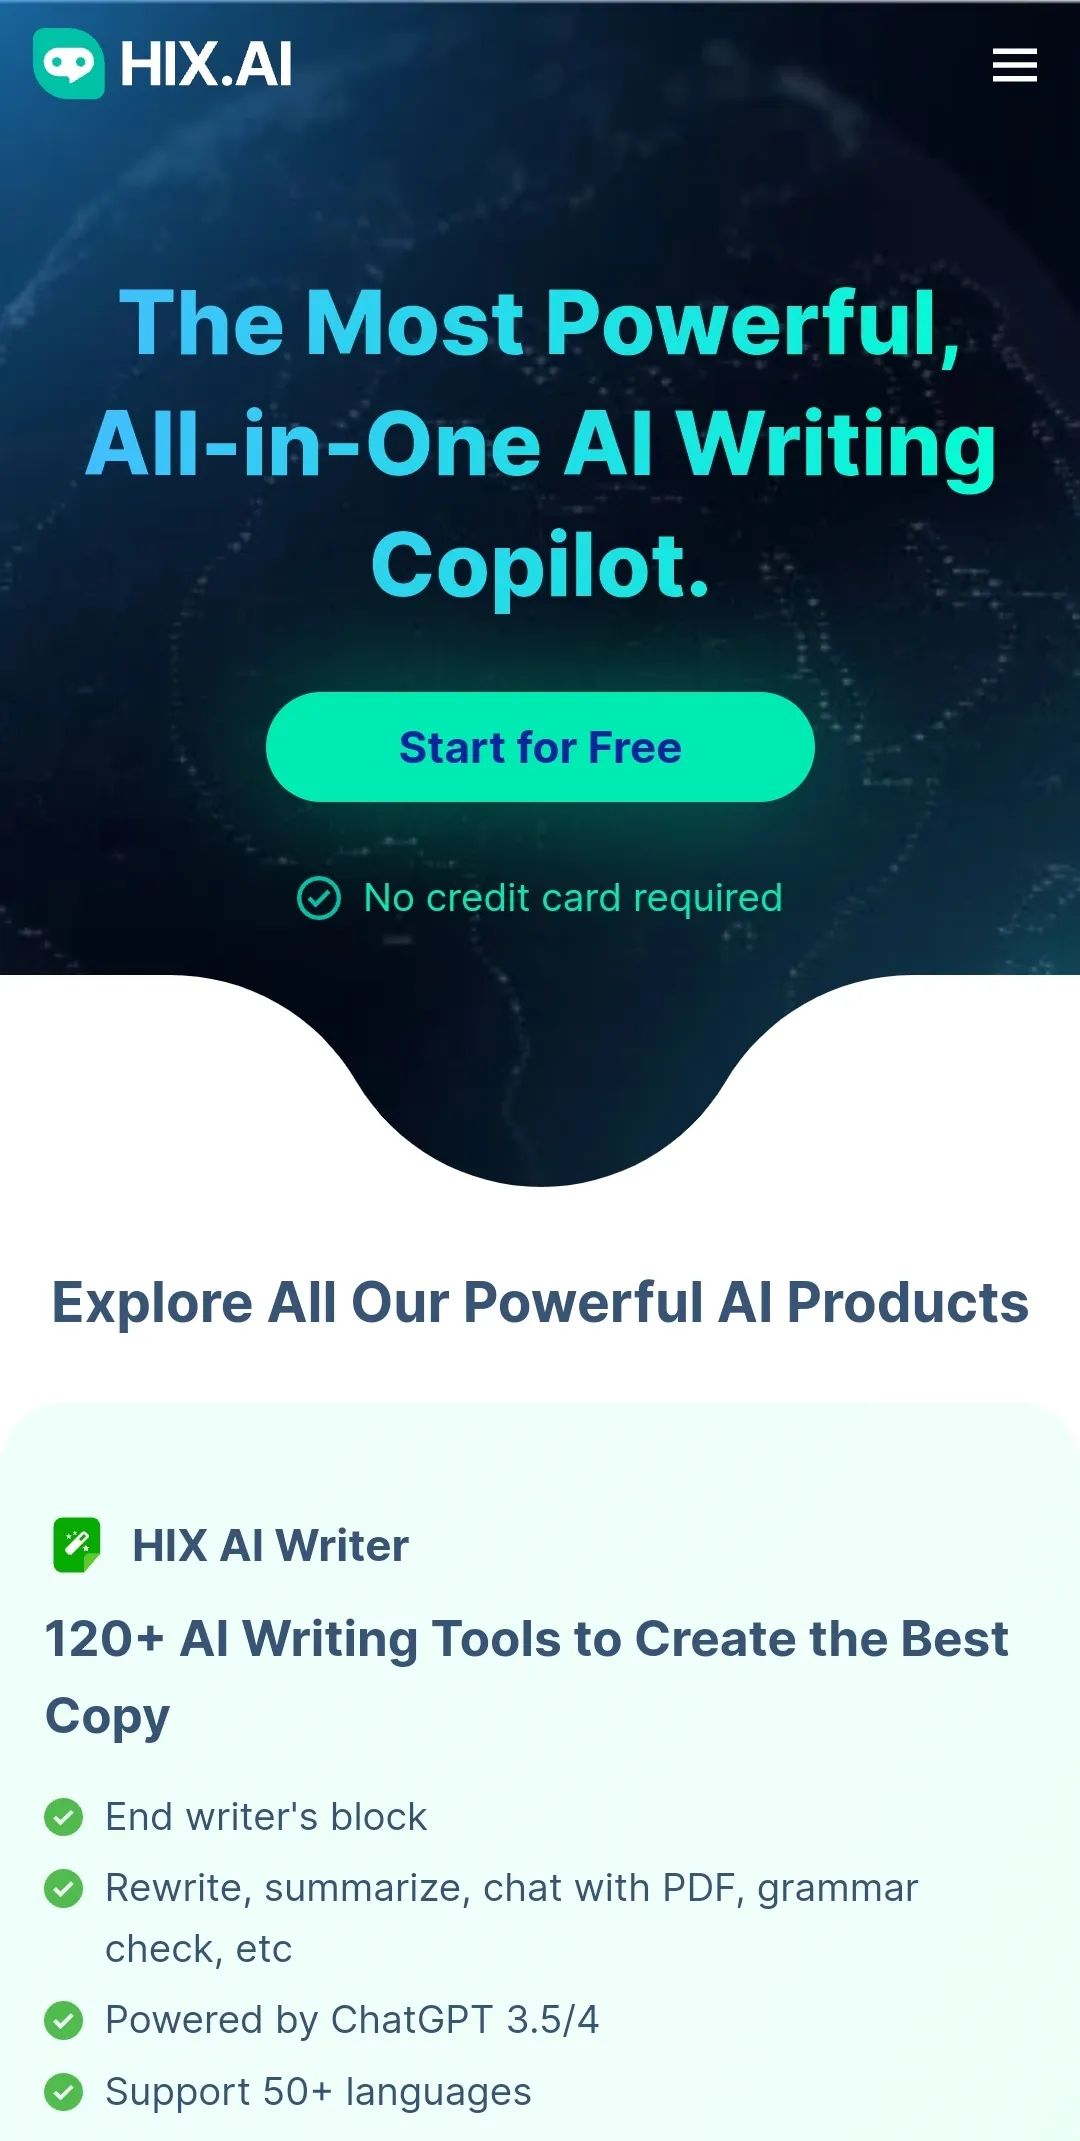 HIX.AI
The Most Powerful,
All-in-One AI Writing
Copilot.
Start for Free
No credit card required
Explore All Our Powerful AI Products
HIX AI Writer
120+ AI Writing Tools to Create the Best
Copy
End writer's block
Rewrite, summarize, chat with PDF, grammar
check, etc
Powered by ChatGPT 3.5/4
Support 50+ languages